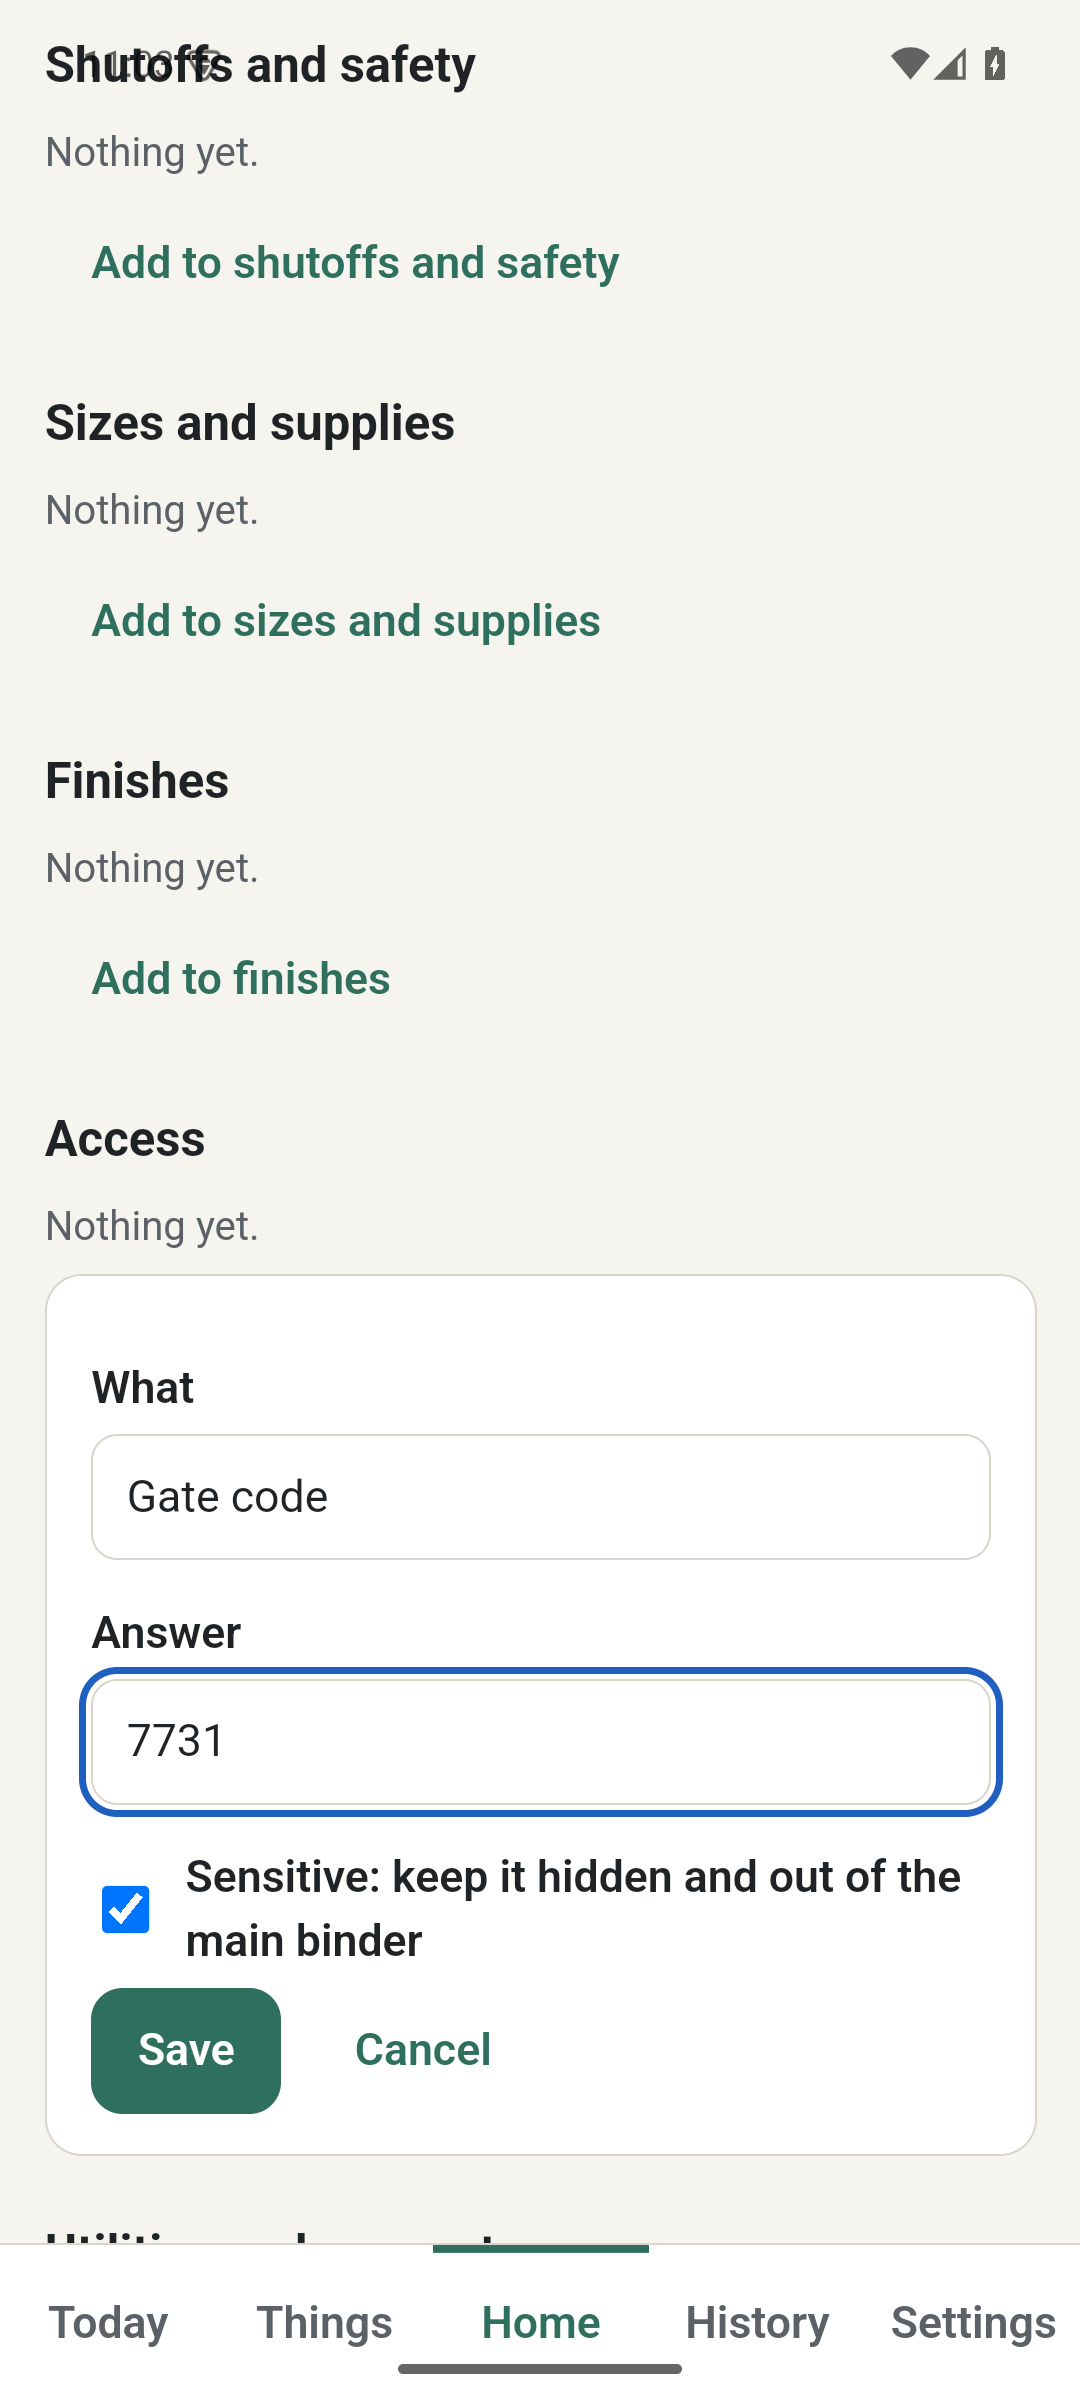 Shutoffs and safety
Nothing yet.
Add to shutoffs and safety
Sizes and supplies
Nothing yet.
Add to sizes and supplies
Finishes
Nothing yet.
Add to finishes
Access
Nothing yet.
What
Gate code
Answer
7731
Sensitive: keep it hidden and out of the
main binder
Save
Cancel
Today
Things
Home
History
Settings